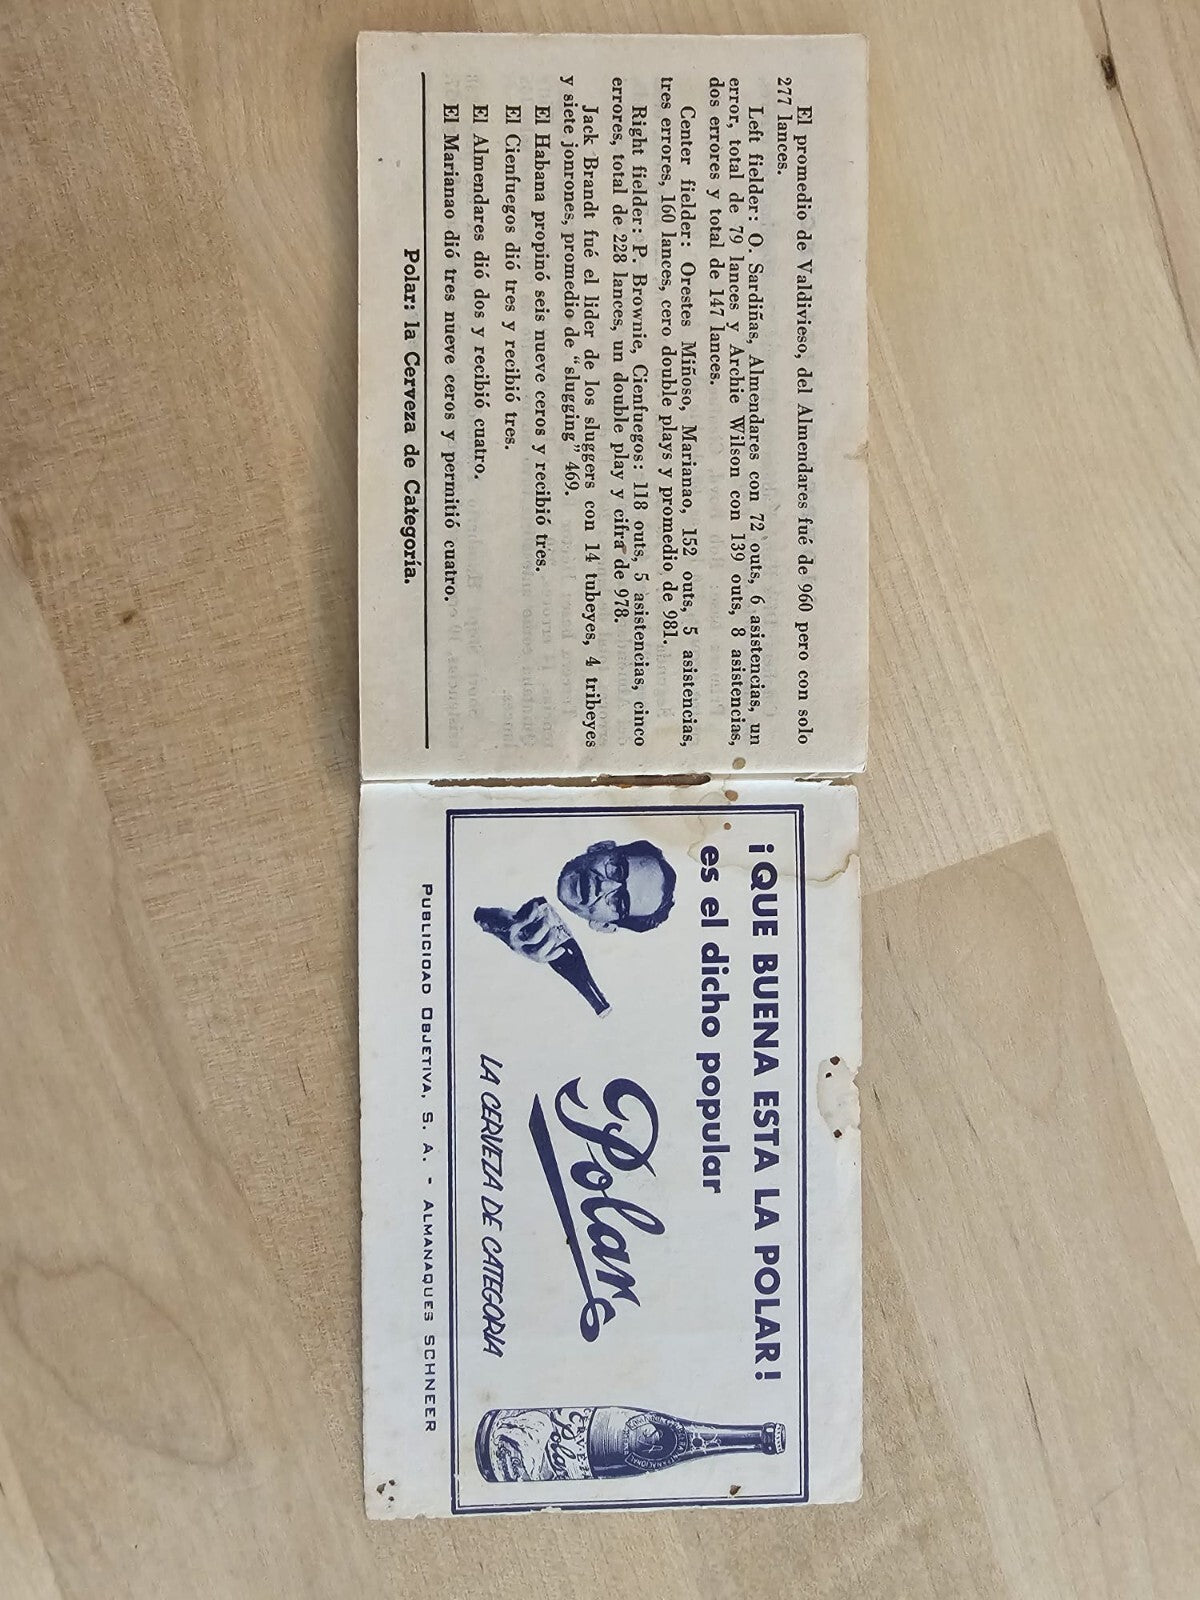 El promedio de Valdivieso, del Almendares fué de 960 pero con solo
277 lances.
Left fielder: O. Sardiñas, Almendares con 72 outs, 6 asistencias, un
error, total de 79 lances y Archie Wilson con 139 outs, 8 asistencias,
dos errores y total de 147 lances.
Center fielder: Orestes Miñoso, Marianao, 152 outs, 5 asistencias,
tres errores, 160 lances, cero double plays y promedio de 981.
Right fielder: P. Brownie, Cienfuegos: 118 outs, 5 asistencias, cinco
errores, total de 228 lances, un double play y cifra de 978.
Jack Brandt fué el lider de los sluggers con 14 tubeyes, 4 tribeyes
y siete jonrones, promedio de "slugging" 469.
El Habana propinó seis nueve ceros y recibió tres.
El Cienfuegos dió tres y recibió tres.
El Almendares dió dos y recibió cuatro.
El Marianao dió tres nueve ceros y permitió cuatro.
Polar: la Cerveza de Categoría.
¡QUE BUENA ESTA LA POLAR!
es el dicho popular
Polar
LA CERVEZA DE CATEGORIA
CERVEZA
Polar
PUBLICIDAD OBJETIVA, S. A. - ALMANAQUES SCHNEER